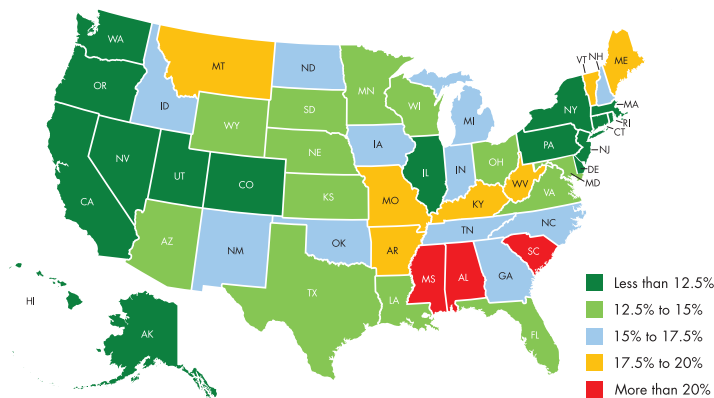 WA
OR
CA
NV
ID
MT
WY
UT
CO
AZ
NM
ND
SD
NE
KS
OK
TX
MN
IA
MO
AR
LA
WI
IL
MI
IN
OH
KY
TN
MS
AL
GA
FL
SC
NC
VA
WV
PA
NY
VT
NH
ME
MA
RI
CT
NJ
DE
MD
HI
AK
Less than 12.5%
12.5% to 15%
15% to 17.5%
17.5% to 20%
More than 20%